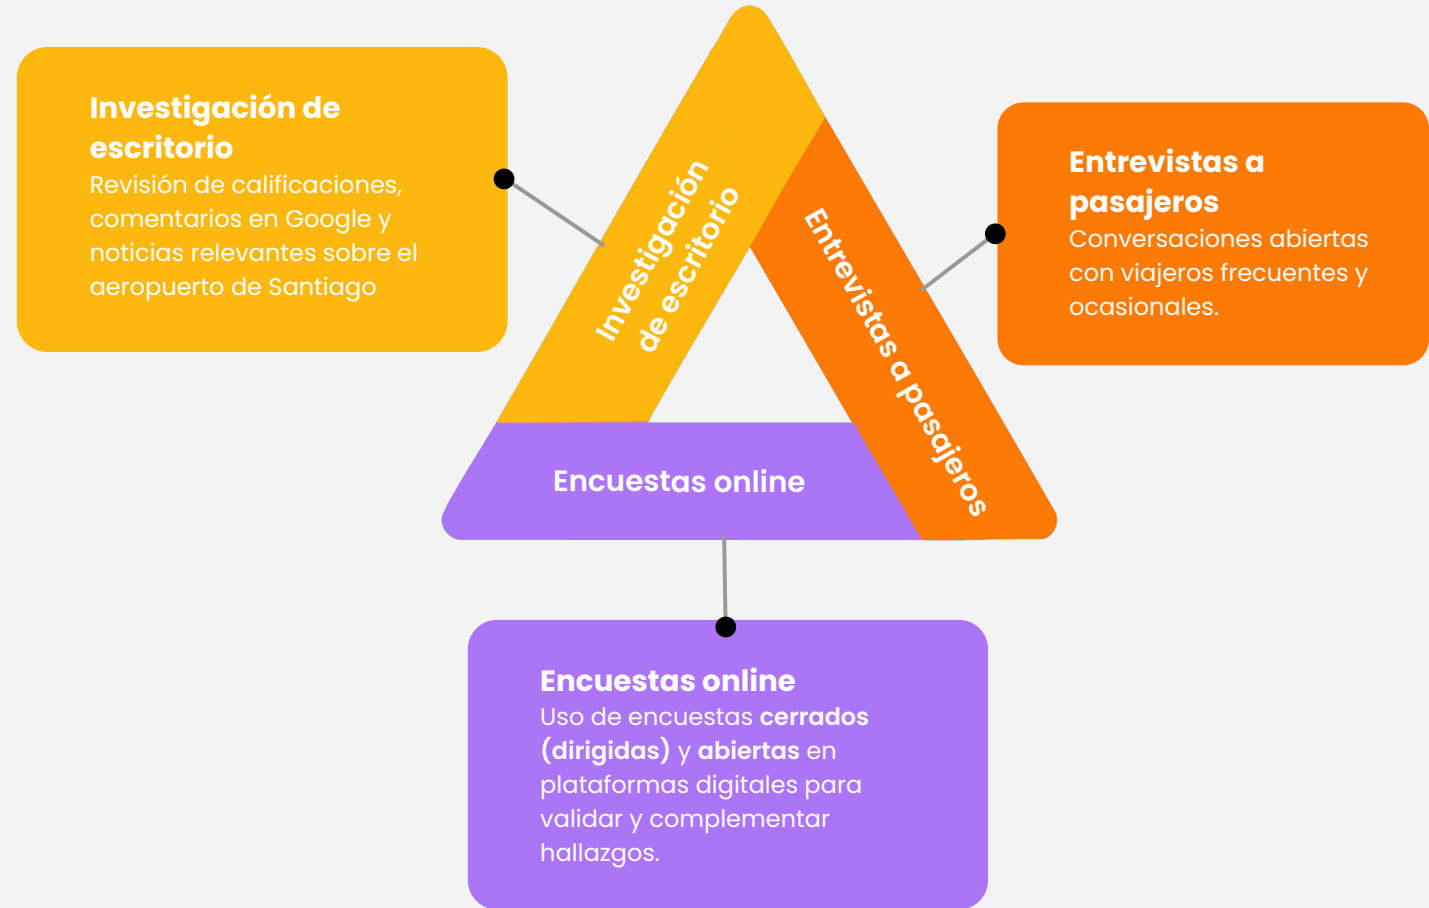 Investigación de
escritorio
Revisión de calificaciones,
comentarios en Google y
noticias relevantes sobre el
aeropuerto de Santiago
Investigación
de escritorio
Entrevistas a pasajeros
Entrevistas a
pasajeros
Conversaciones abiertas
con viajeros frecuentes y
ocasionales.
Encuestas online
Encuestas online
Uso de encuestas cerrados
(dirigidas) y abiertas en
plataformas digitales para
validar y complementar
hallazgos.